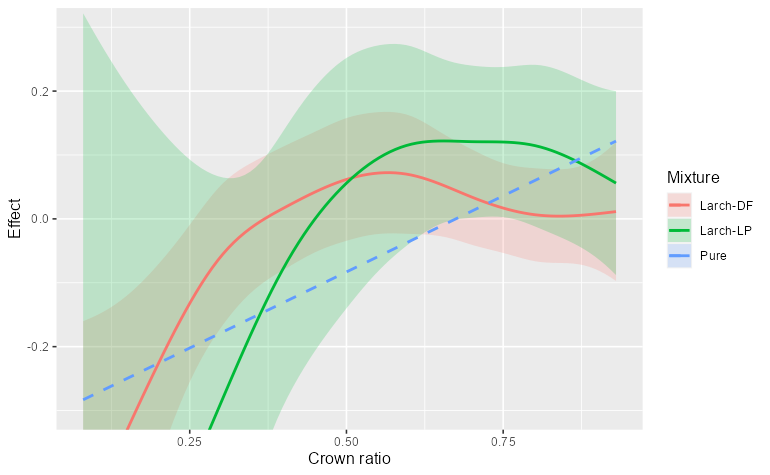 0.2
0.0
-0.2
Effect
0.25
0.50
0.75
Crown ratio
Mixture
Larch-DF
Larch-LP
Pure